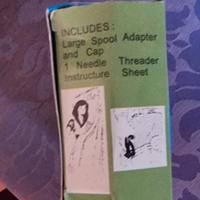 INCLUDES :
Large Spool Adapter
and Cap
1 Needle Threader
Instructure Sheet